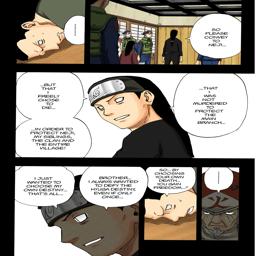 SO
PLEASE
CONVEY
TO
NEJI...
...THAT
I
WAS
NOT
MURDERED
TO
PROTECT
THE
MAIN
BRANCH...
...BUT
THAT
I
FREELY
CHOSE
TO
DIE...
...IN ORDER TO
PROTECT NEJI,
MY SIBLINGS,
THE CLAN AND
THE ENTIRE
VILLAGE!
SO... BY
CHOOSING
YOUR OWN
DEATH...
YOU GAIN
FREEDOM...
BROTHER...
I ALWAYS WANTED
TO DEFY THE
HYUGA DESTINY...
EVEN IF ONLY
ONCE...
I JUST
WANTED TO
CHOOSE MY
OWN DESTINY...
THAT'S ALL...